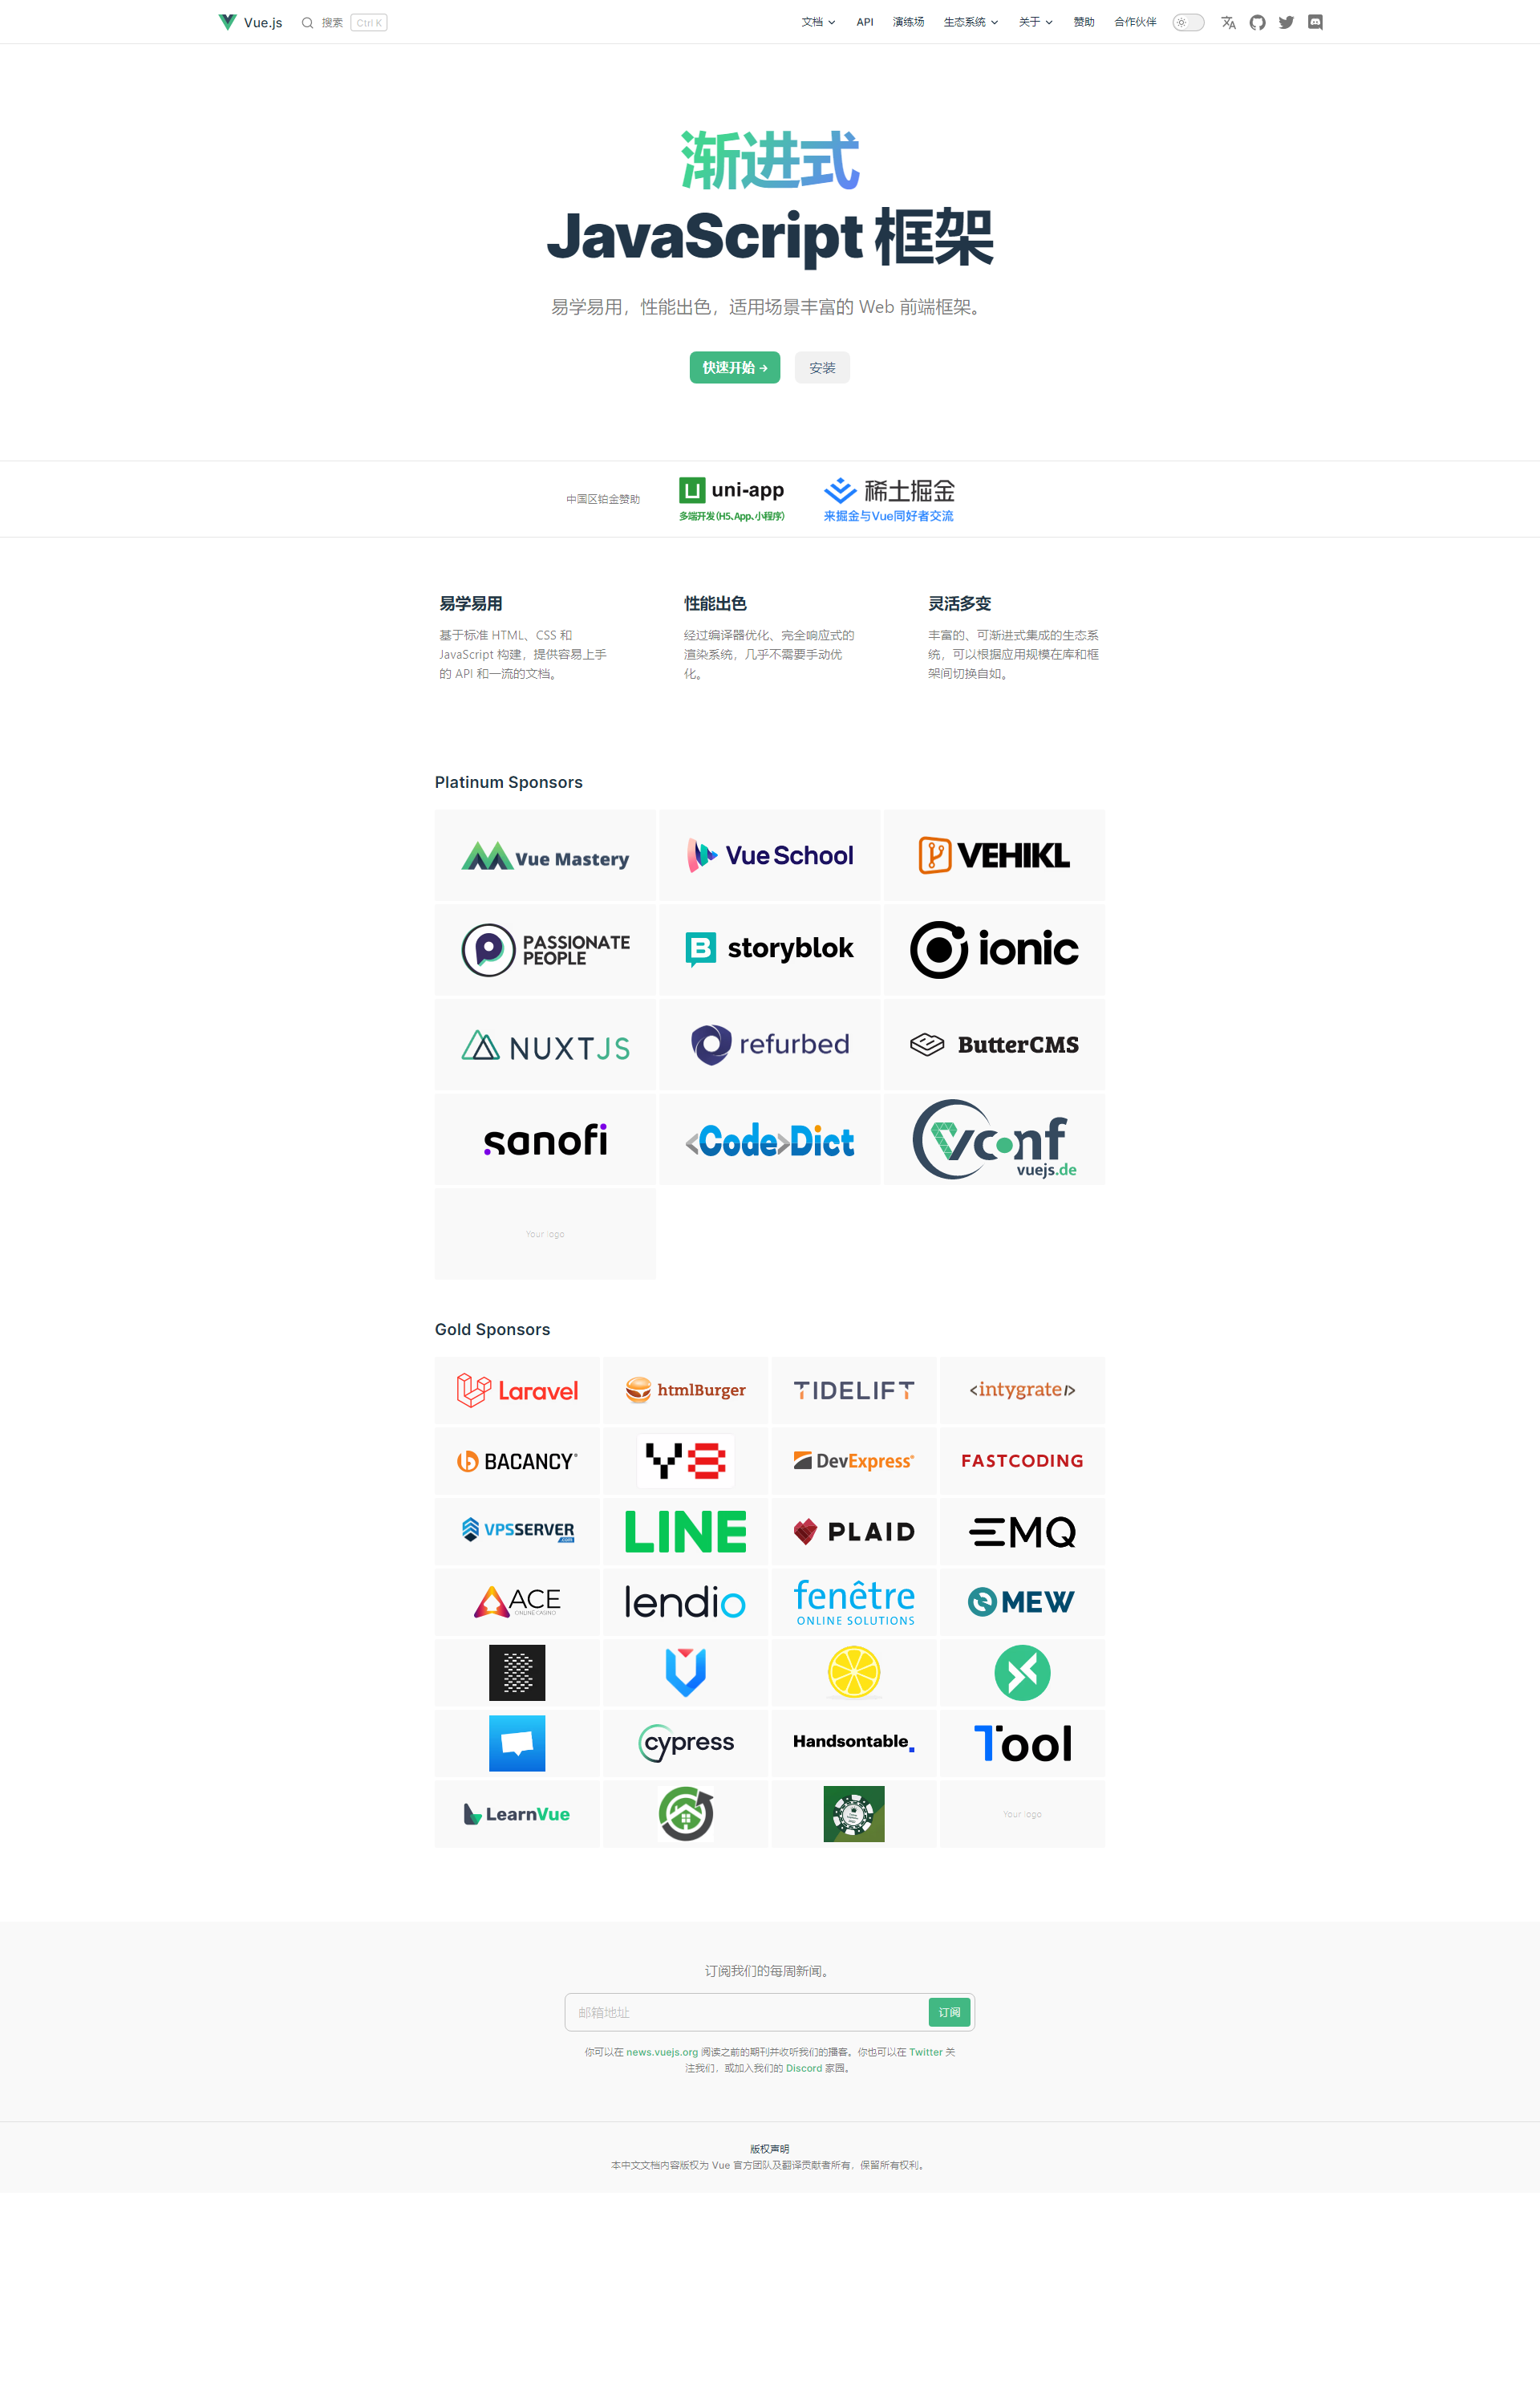 Vue.js 搜索 Ctrl K 文档 API 演练场 生态系统 关于 赞助 合作伙伴
渐进式
JavaScript 框架
易学易用，性能出色，适用场景丰富的 Web 前端框架。
快速开始 → 安装
中国区铂金赞助
uni-app
多端开发(H5、App、小程序)
稀土掘金
来掘金与Vue同好者交流
易学易用
基于标准 HTML、CSS 和
JavaScript 构建，提供容易上手
的 API 和一流的文档。
性能出色
经过编译器优化、完全响应式的
渲染系统，几乎不需要手动优
化。
灵活多变
丰富的、可渐进式集成的生态系
统，可以根据应用规模在库和框
架间切换自如。
Platinum Sponsors
Vue Mastery
Vue School
VEHIKL
PASSIONATE
PEOPLE
storyblok
ionic
NUXTJS
refurbed
ButterCMS
sanofi
<Code>Dict
vconf
vuejs.de
Your logo
Gold Sponsors
Laravel
htmlBurger
TIDELIFT
<intygrate/>
BACANCY®
Y8
DevExpress®
FASTCODING
VPSSERVER
.com
LINE
PLAID
EMQ
ACE
ONLINE CASINO
lendio
fenêtre
ONLINE SOLUTIONS
MEW
cypress
Handsontable.
Tool
LearnVue
Your logo
订阅我们的每周新闻。
邮箱地址 订阅
你可以在 news.vuejs.org 阅读之前的期刊并收听我们的播客。你也可以在 Twitter 关
注我们，或加入我们的 Discord 家园。
版权声明
本中文文档内容版权为 Vue 官方团队及翻译贡献者所有，保留所有权利。